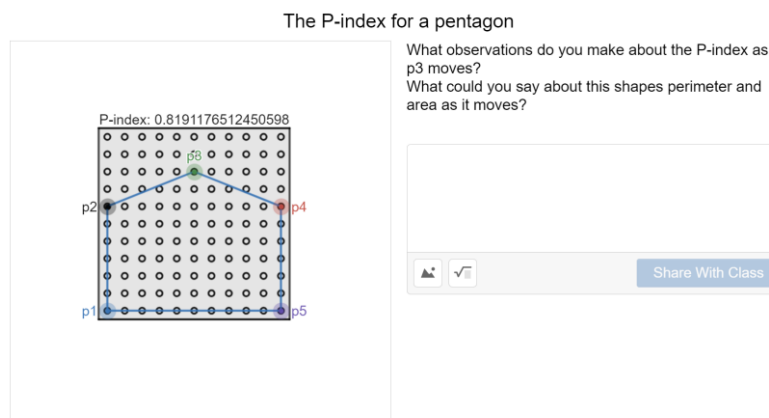 The P-index for a pentagon
What observations do you make about the P-index as
p3 moves?
What could you say about this shapes perimeter and
area as it moves?
P-index: 0.8191176512450598
p3
p2
p4
p1
p5
Share With Class